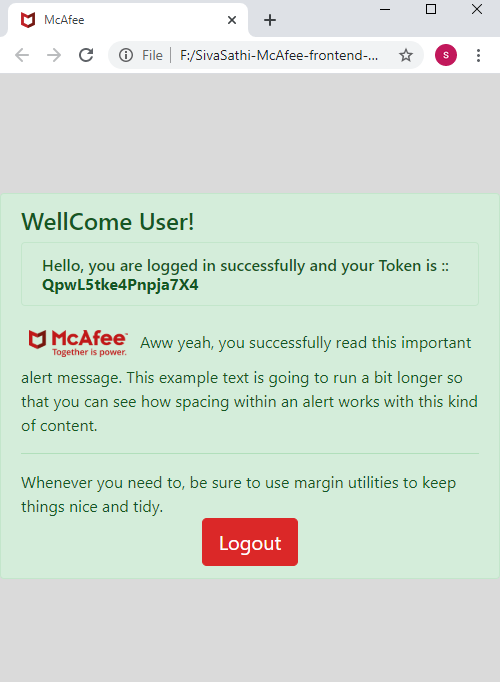 McAfee
File F:/SivaSathi-McAfee-frontend-...
s
WellCome User!
Hello, you are logged in successfully and your Token is ::
QpwL5tke4Pnpja7X4
McAfee
Together is power.
Aww yeah, you successfully read this important
alert message. This example text is going to run a bit longer so
that you can see how spacing within an alert works with this kind
of content.
Whenever you need to, be sure to use margin utilities to keep
things nice and tidy.
Logout